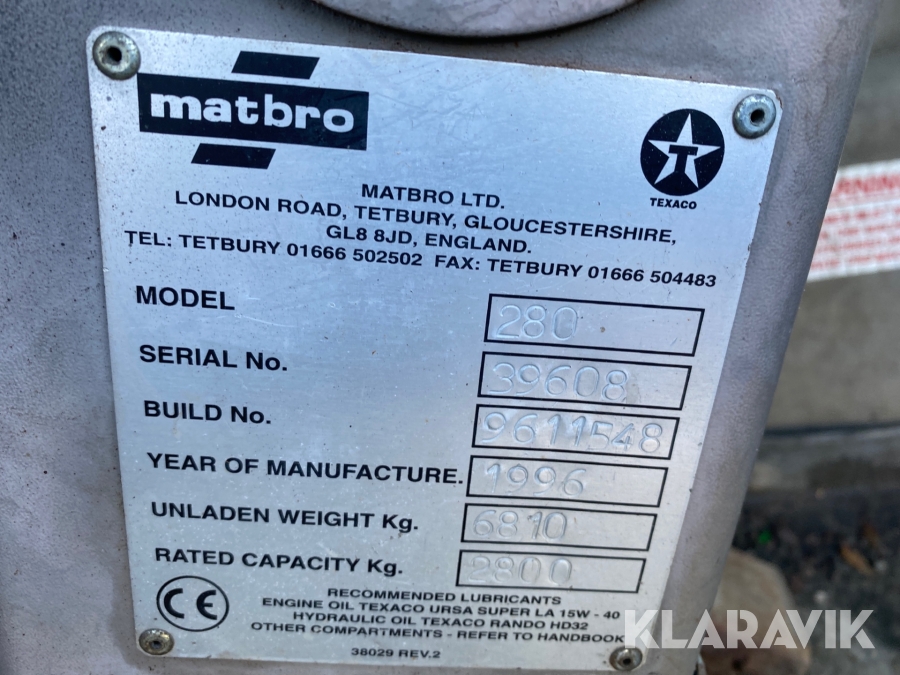 matbro
T
TEXACO
MATBRO LTD.
LONDON ROAD, TETBURY, GLOUCESTERSHIRE,
GL8 8JD, ENGLAND.
TEL: TETBURY 01666 502502 FAX: TETBURY 01666 504483
MODEL 280
SERIAL No. 39608
BUILD No. 9611548
YEAR OF MANUFACTURE. 1996
UNLADEN WEIGHT Kg. 6810
RATED CAPACITY Kg. 2800
CE
RECOMMENDED LUBRICANTS
ENGINE OIL TEXACO URSA SUPER LA 15W - 40
HYDRAULIC OIL TEXACO RANDO HD32
OTHER COMPARTMENTS - REFER TO HANDBOOK
38029 REV.2
KLARAVIK